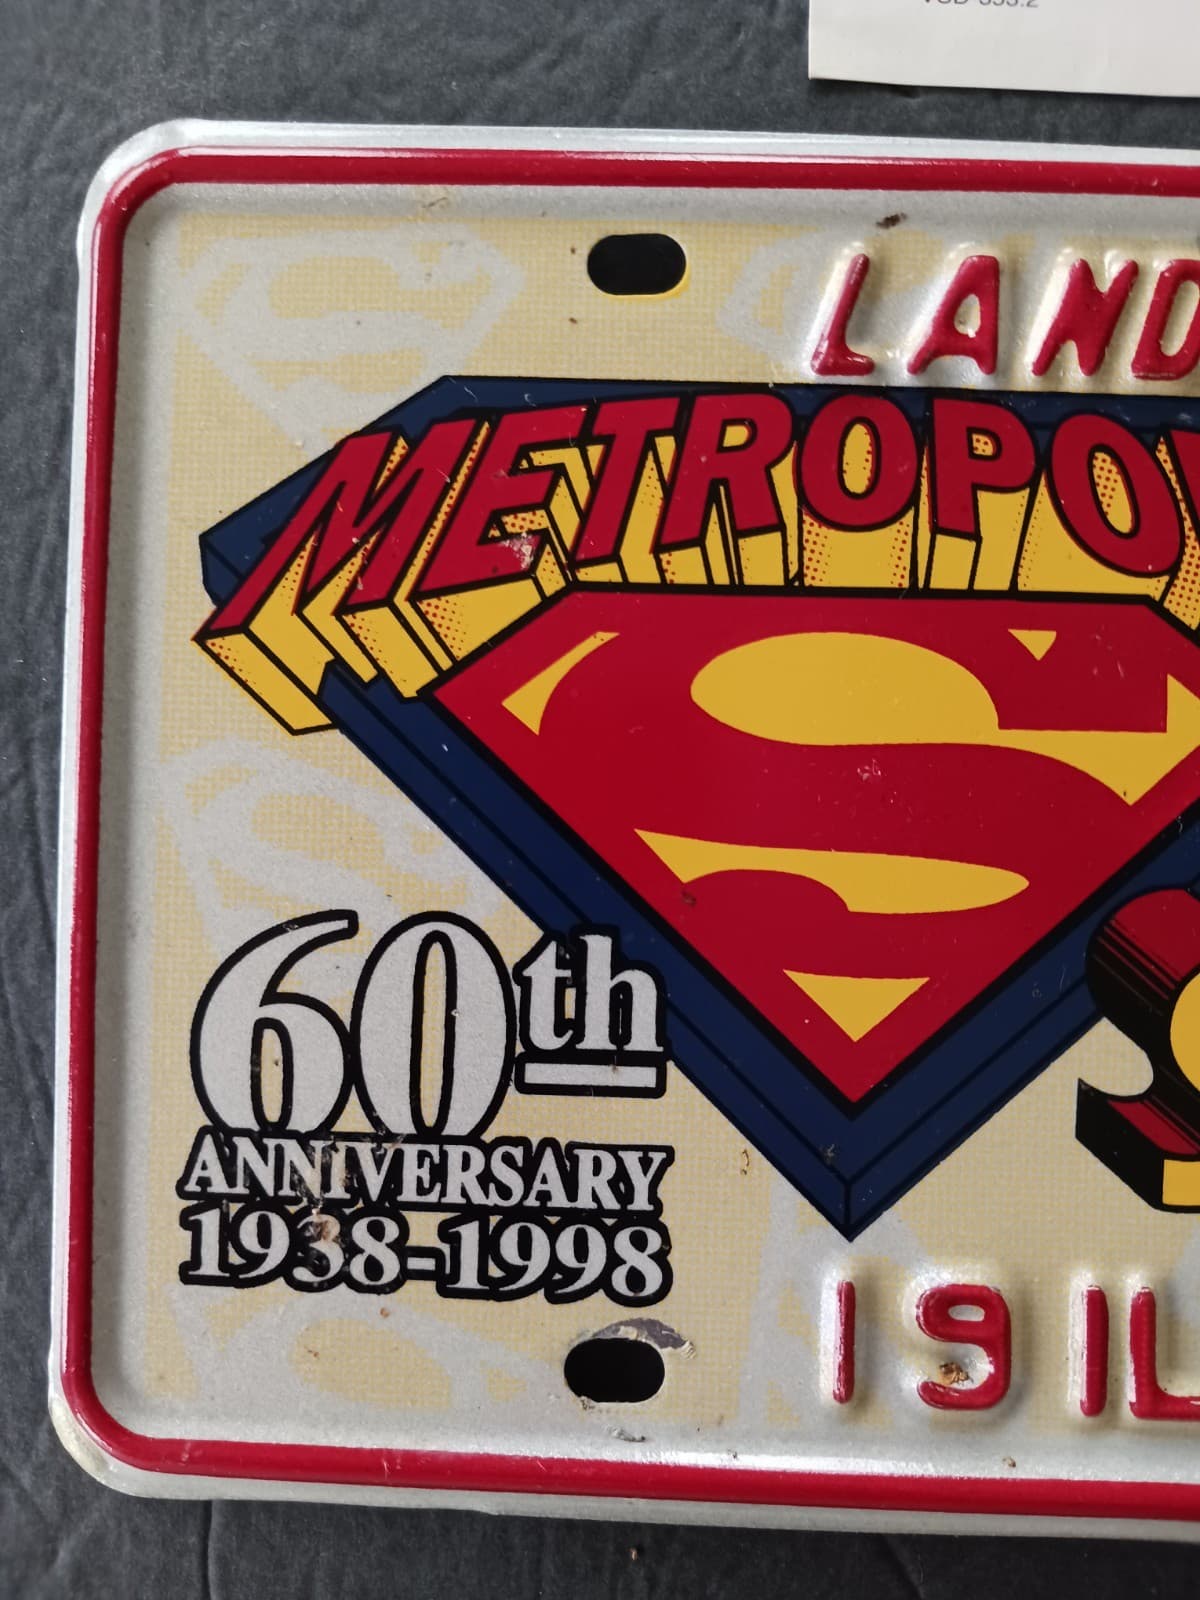 LAND
METROPO
S
60th
ANNIVERSARY
1938-1998
19 IL